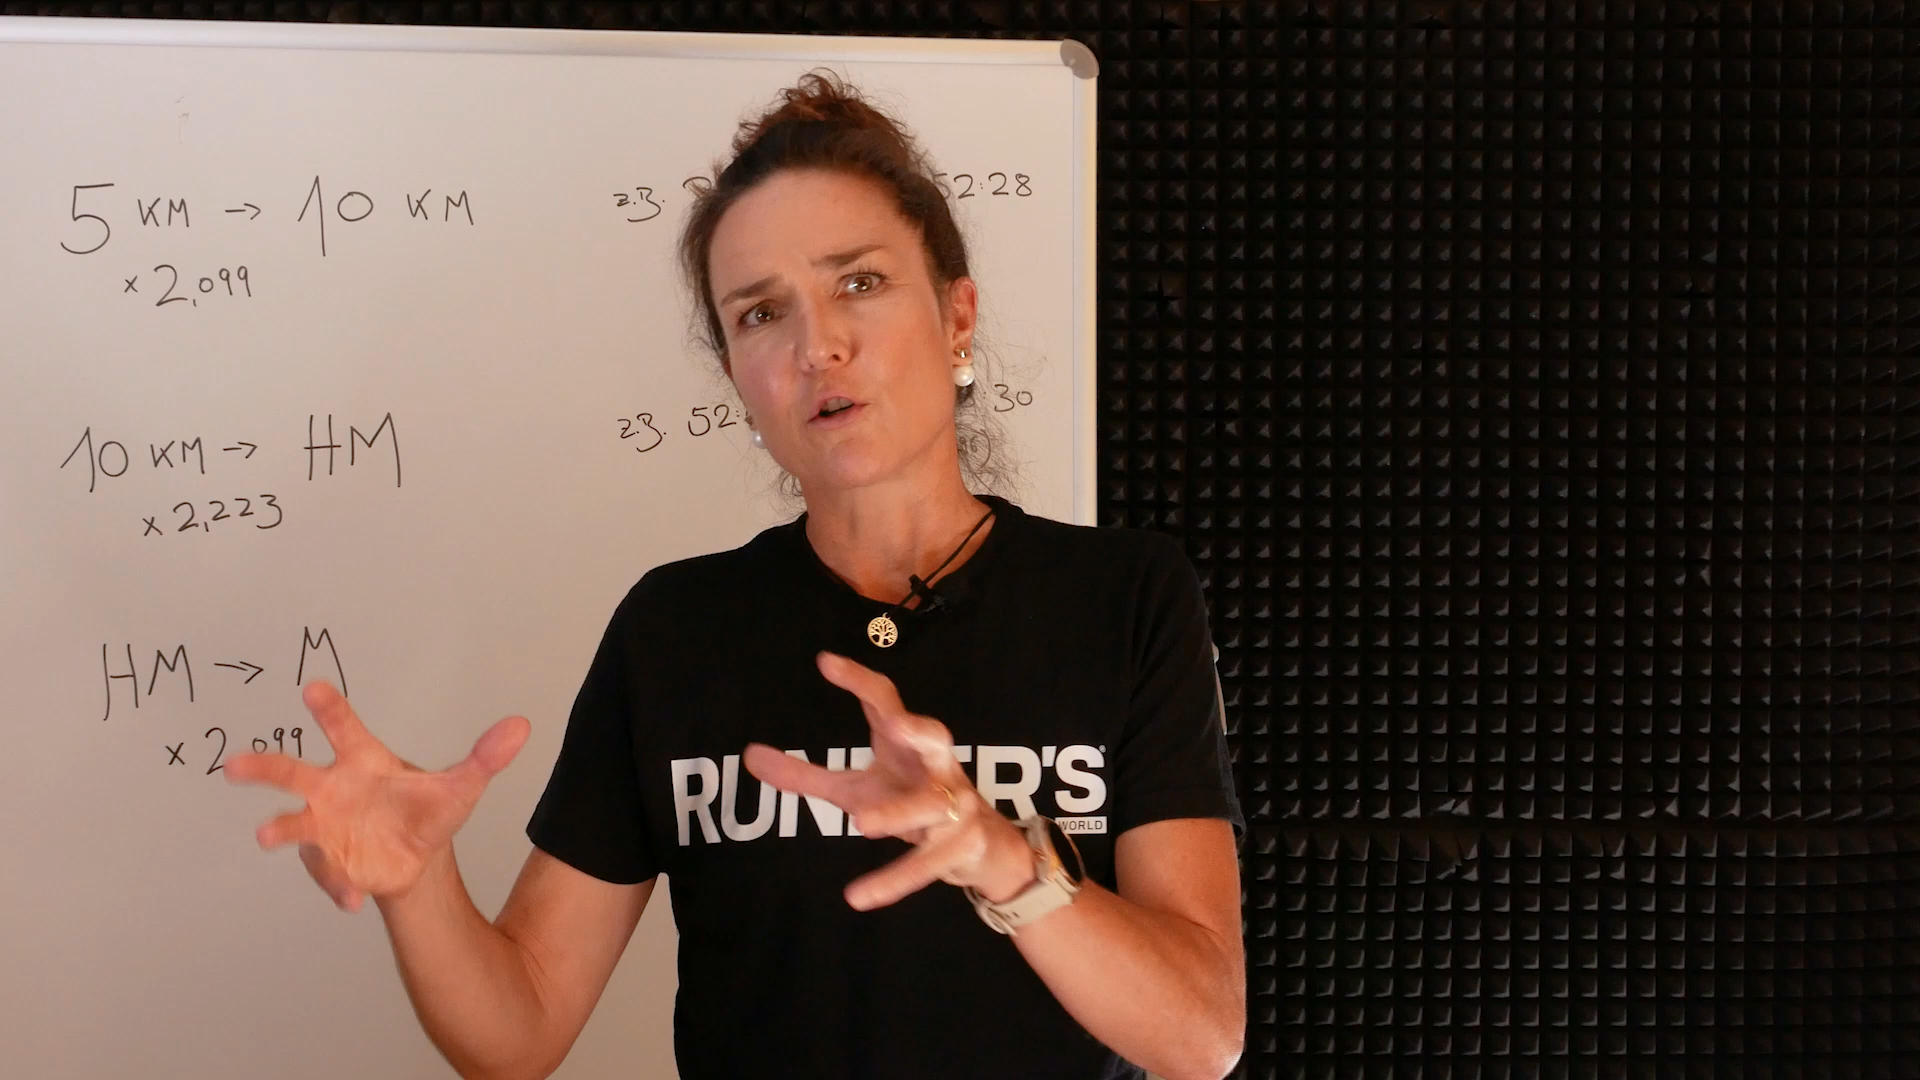 5 KM → 10 KM
x 2,099
z.B. 52:28
10 KM → HM
x 2,223
z.B. 52: :30
HM → M
x 2,099
RUNNER'S
WORLD